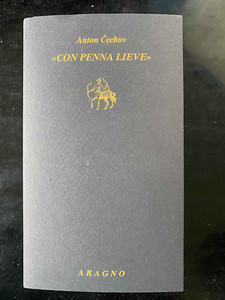 Anton Čechov
«CON PENNA LIEVE»
ARAGNO